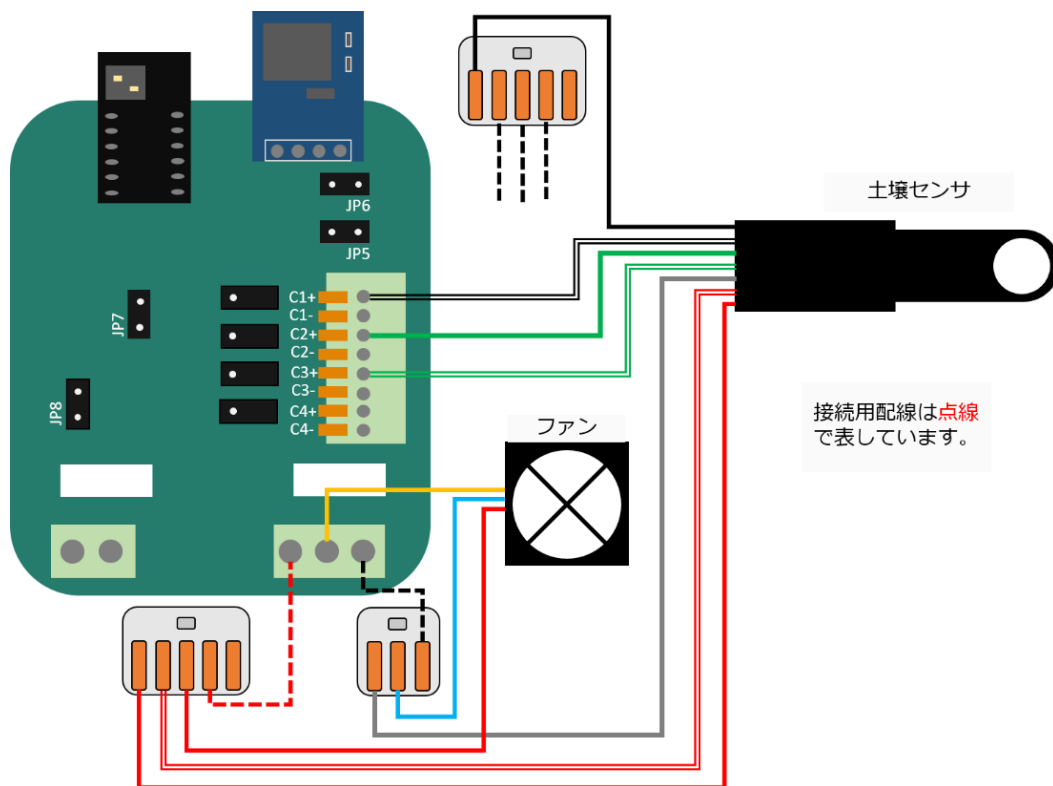 土壌センサ
JP6
JP5
JP7
C1+
C1-
C2+
C2-
C3+
C3-
C4+
C4-
JP8
ファン
接続用配線は点線
で表しています。